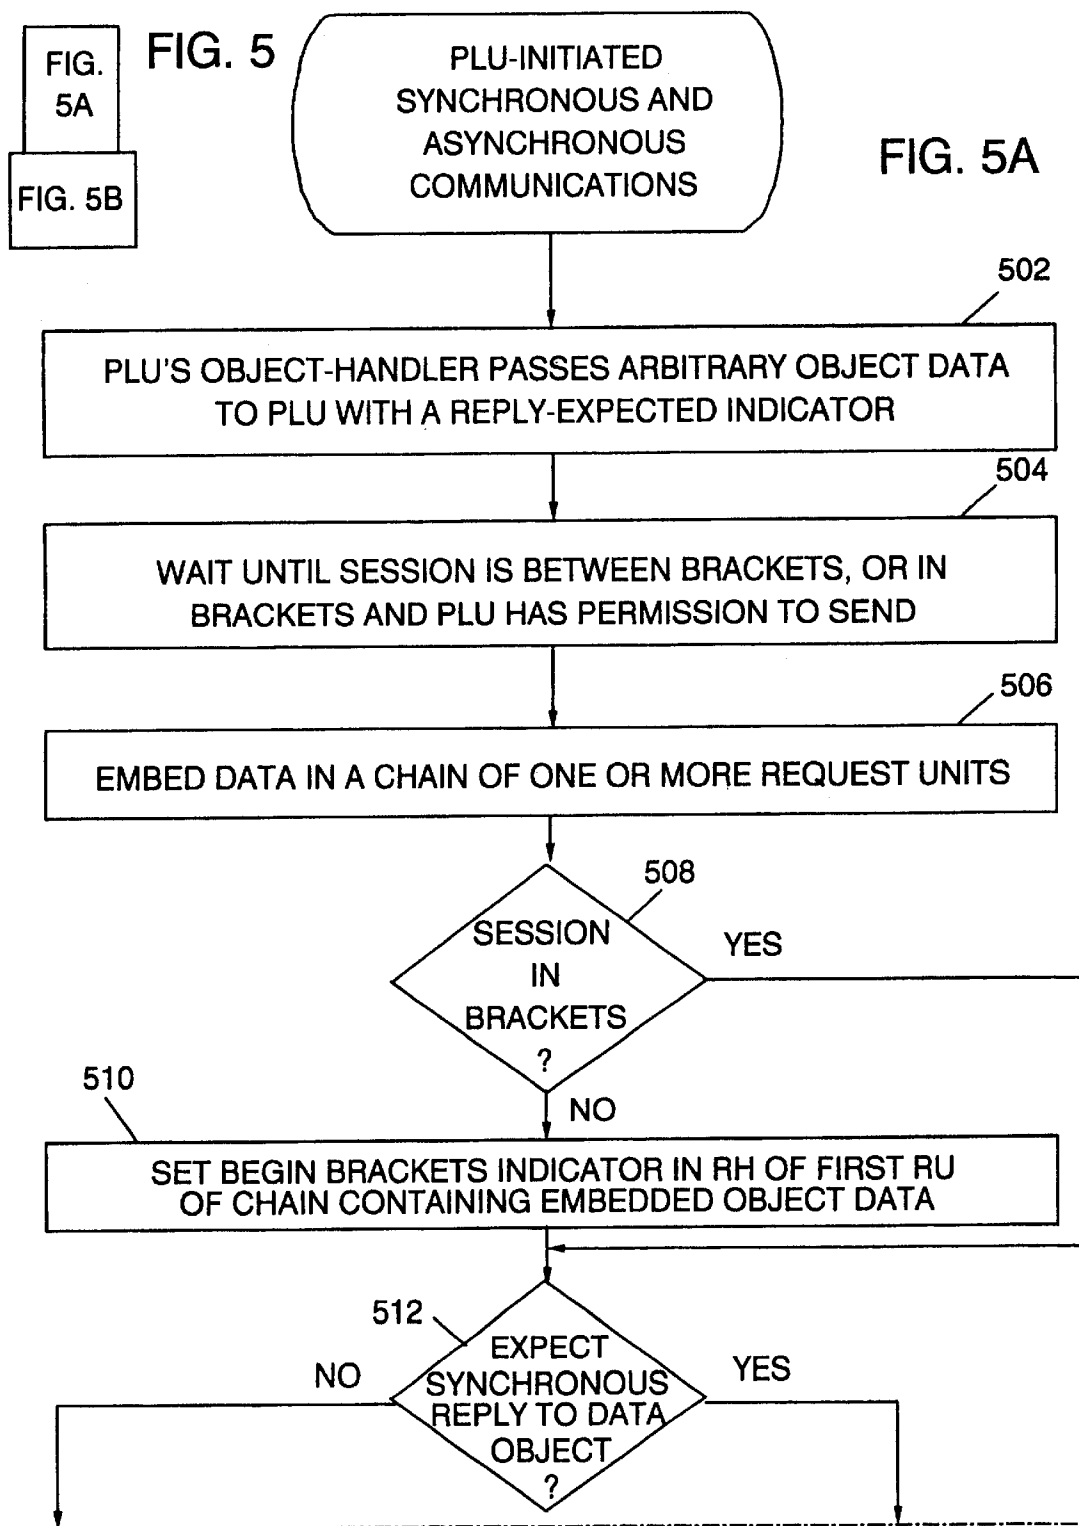 FIG. 5
FIG.
5A
FIG. 5B
PLU-INITIATED
SYNCHRONOUS AND
ASYNCHRONOUS
COMMUNICATIONS
FIG. 5A
502
PLU'S OBJECT-HANDLER PASSES ARBITRARY OBJECT DATA
TO PLU WITH A REPLY-EXPECTED INDICATOR
504
WAIT UNTIL SESSION IS BETWEEN BRACKETS, OR IN
BRACKETS AND PLU HAS PERMISSION TO SEND
506
EMBED DATA IN A CHAIN OF ONE OR MORE REQUEST UNITS
508
SESSION
IN
BRACKETS
?
YES
NO
510
SET BEGIN BRACKETS INDICATOR IN RH OF FIRST RU
OF CHAIN CONTAINING EMBEDDED OBJECT DATA
512
EXPECT
SYNCHRONOUS
REPLY TO DATA
OBJECT
?
NO
YES